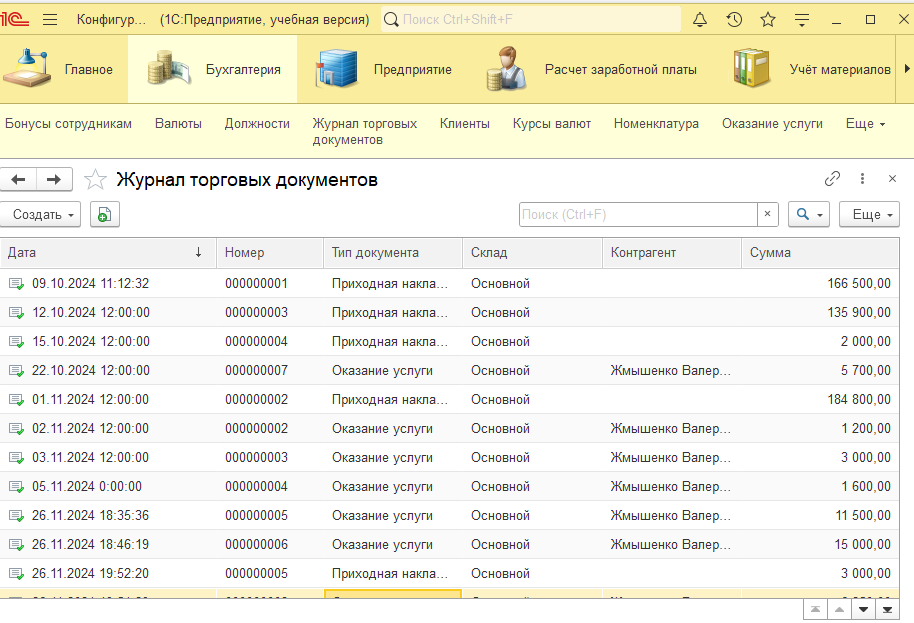 1С Конфигур... (1С:Предприятие, учебная версия) Поиск Ctrl+Shift+F
Главное Бухгалтерия Предприятие Расчет заработной платы Учёт материалов
Бонусы сотрудникам Валюты Должности Журнал торговых Клиенты Курсы валют Номенклатура Оказание услуги Еще
документов
Журнал торговых документов
Создать Поиск (Ctrl+F) Еще
Дата Номер Тип документа Склад Контрагент Сумма
09.10.2024 11:12:32 000000001 Приходная накла... Основной 166 500,00
12.10.2024 12:00:00 000000003 Приходная накла... Основной 135 900,00
15.10.2024 12:00:00 000000004 Приходная накла... Основной 2 000,00
22.10.2024 12:00:00 000000007 Оказание услуги Основной Жмышенко Валер... 5 700,00
01.11.2024 12:00:00 000000002 Приходная накла... Основной 184 800,00
02.11.2024 12:00:00 000000002 Оказание услуги Основной Жмышенко Валер... 1 200,00
03.11.2024 12:00:00 000000003 Оказание услуги Основной Жмышенко Валер... 3 000,00
05.11.2024 0:00:00 000000004 Оказание услуги Основной Жмышенко Валер... 1 600,00
26.11.2024 18:35:36 000000005 Оказание услуги Основной Жмышенко Валер... 11 500,00
26.11.2024 18:46:19 000000006 Оказание услуги Основной Жмышенко Валер... 15 000,00
26.11.2024 19:52:20 000000005 Приходная накла... Основной 3 000,00